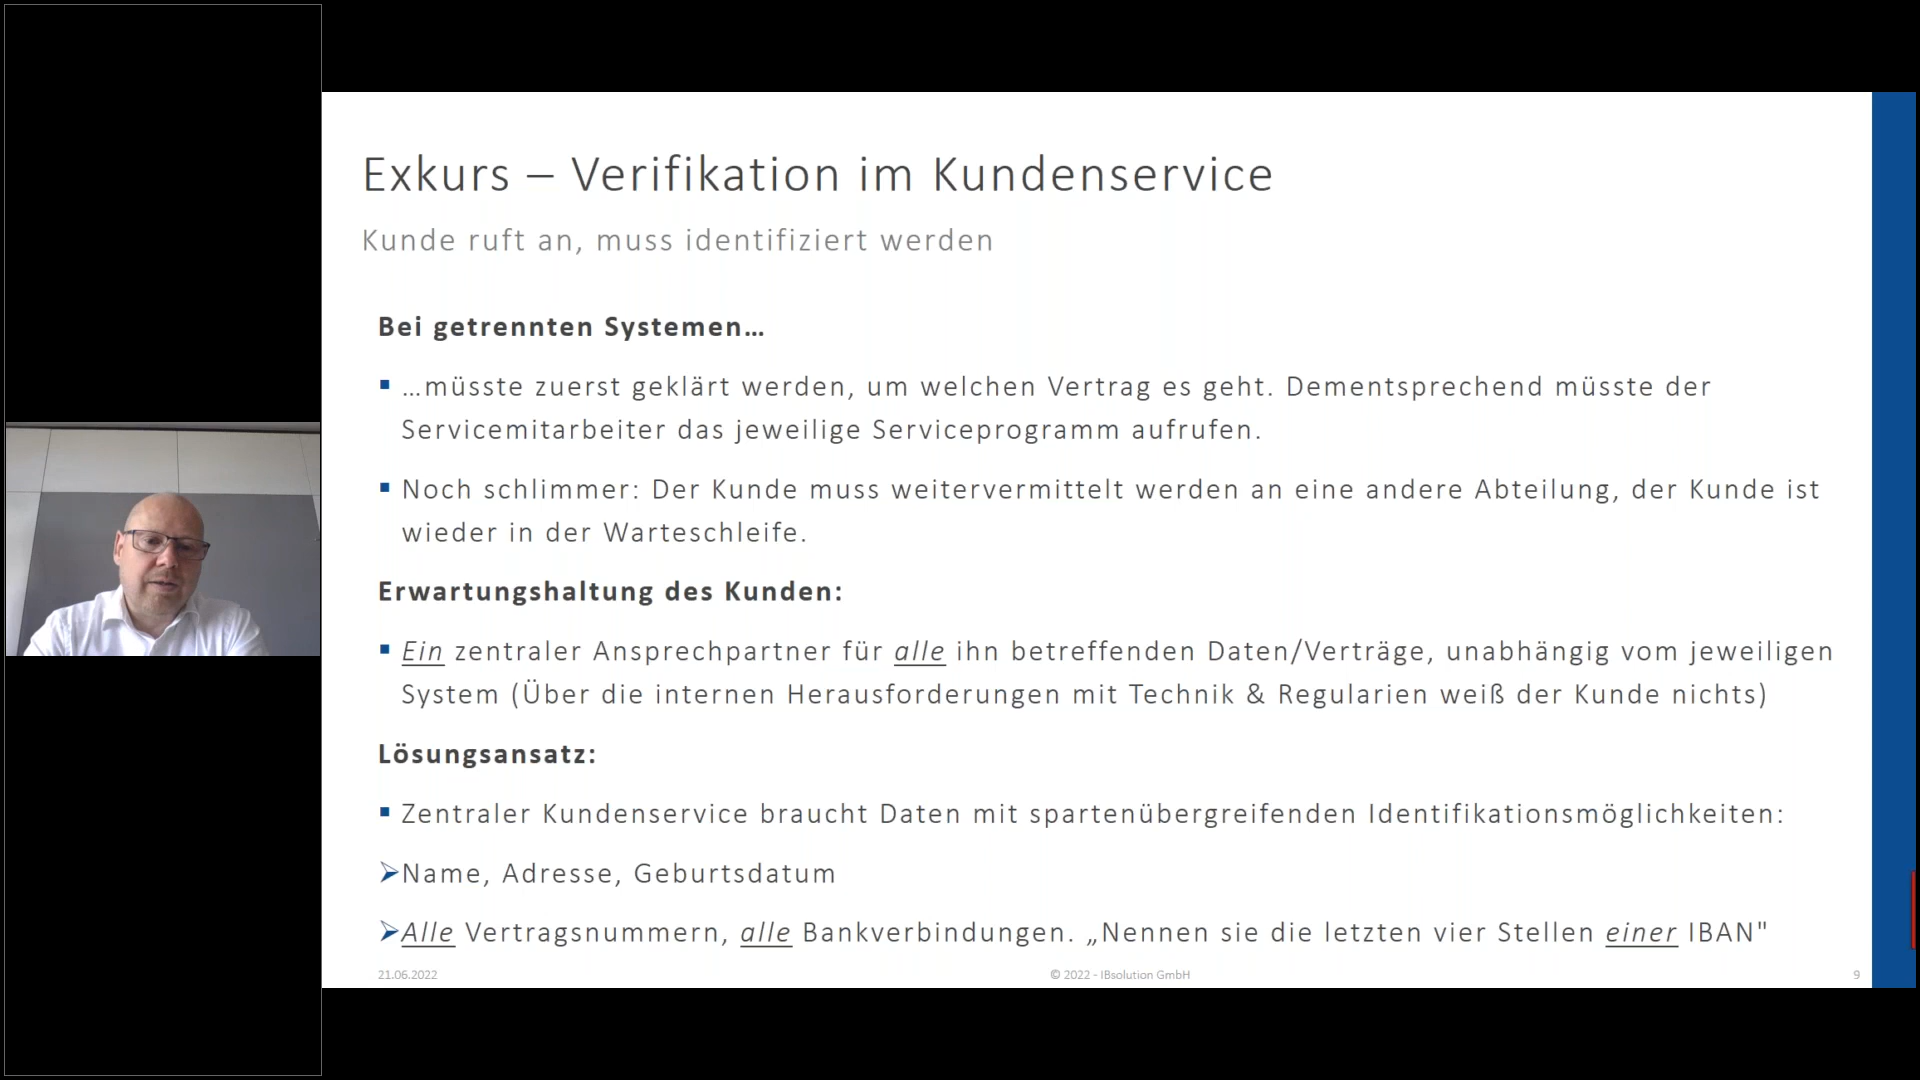 Exkurs – Verifikation im Kundenservice
Kunde ruft an, muss identifiziert werden
Bei getrennten Systemen…
…müsste zuerst geklärt werden, um welchen Vertrag es geht. Dementsprechend müsste der
Servicemitarbeiter das jeweilige Serviceprogramm aufrufen.
Noch schlimmer: Der Kunde muss weitervermittelt werden an eine andere Abteilung, der Kunde ist
wieder in der Warteschleife.
Erwartungshaltung des Kunden:
Ein zentraler Ansprechpartner für alle ihn betreffenden Daten/Verträge, unabhängig vom jeweiligen
System (Über die internen Herausforderungen mit Technik & Regularien weiß der Kunde nichts)
Lösungsansatz:
Zentraler Kundenservice braucht Daten mit spartenübergreifenden Identifikationsmöglichkeiten:
Name, Adresse, Geburtsdatum
Alle Vertragsnummern, alle Bankverbindungen. „Nennen sie die letzten vier Stellen einer IBAN"
21.06.2022
© 2022 - IBsolution GmbH
9